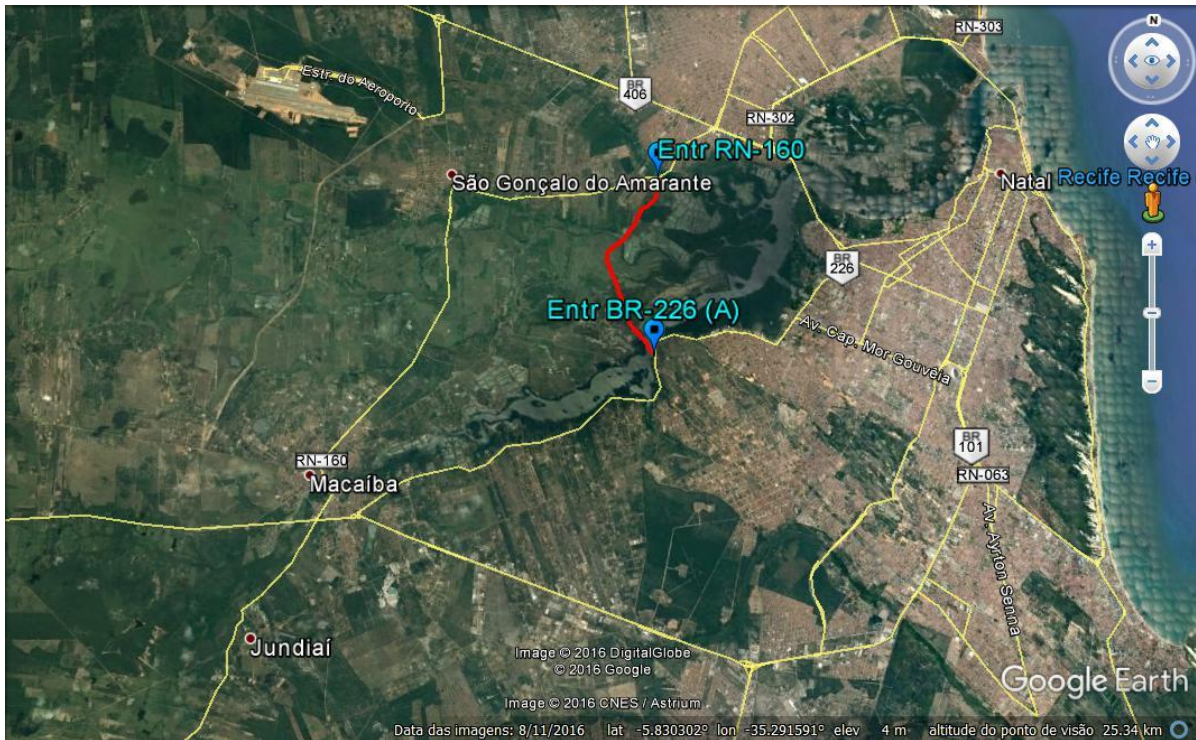 RN-303
N
Estr. do Aeroporto
BR
406
RN-302
Entr RN-160
São Gonçalo do Amarante
Natal
Recife Recife
BR
226
Entr BR-226 (A)
Av. Cap. Mor Gouvéia
BR
101
RN-160
RN-063
Macaíba
Av. Ayrton Senna
Jundiaí
Image © 2016 DigitalGlobe
© 2016 Google
Google Earth
Image © 2016 CNES / Astrium
Data das imagens: 8/11/2016 lat -5.830302° lon -35.291591° elev 4 m altitude do ponto de visão 25.34 km